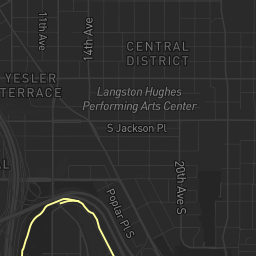 11th Ave
14th Ave
CENTRAL
DISTRICT
YESLER
TERRACE
Langston Hughes
Performing Arts Center
S Jackson Pl
AL
20th Ave S
Poplar Pl S